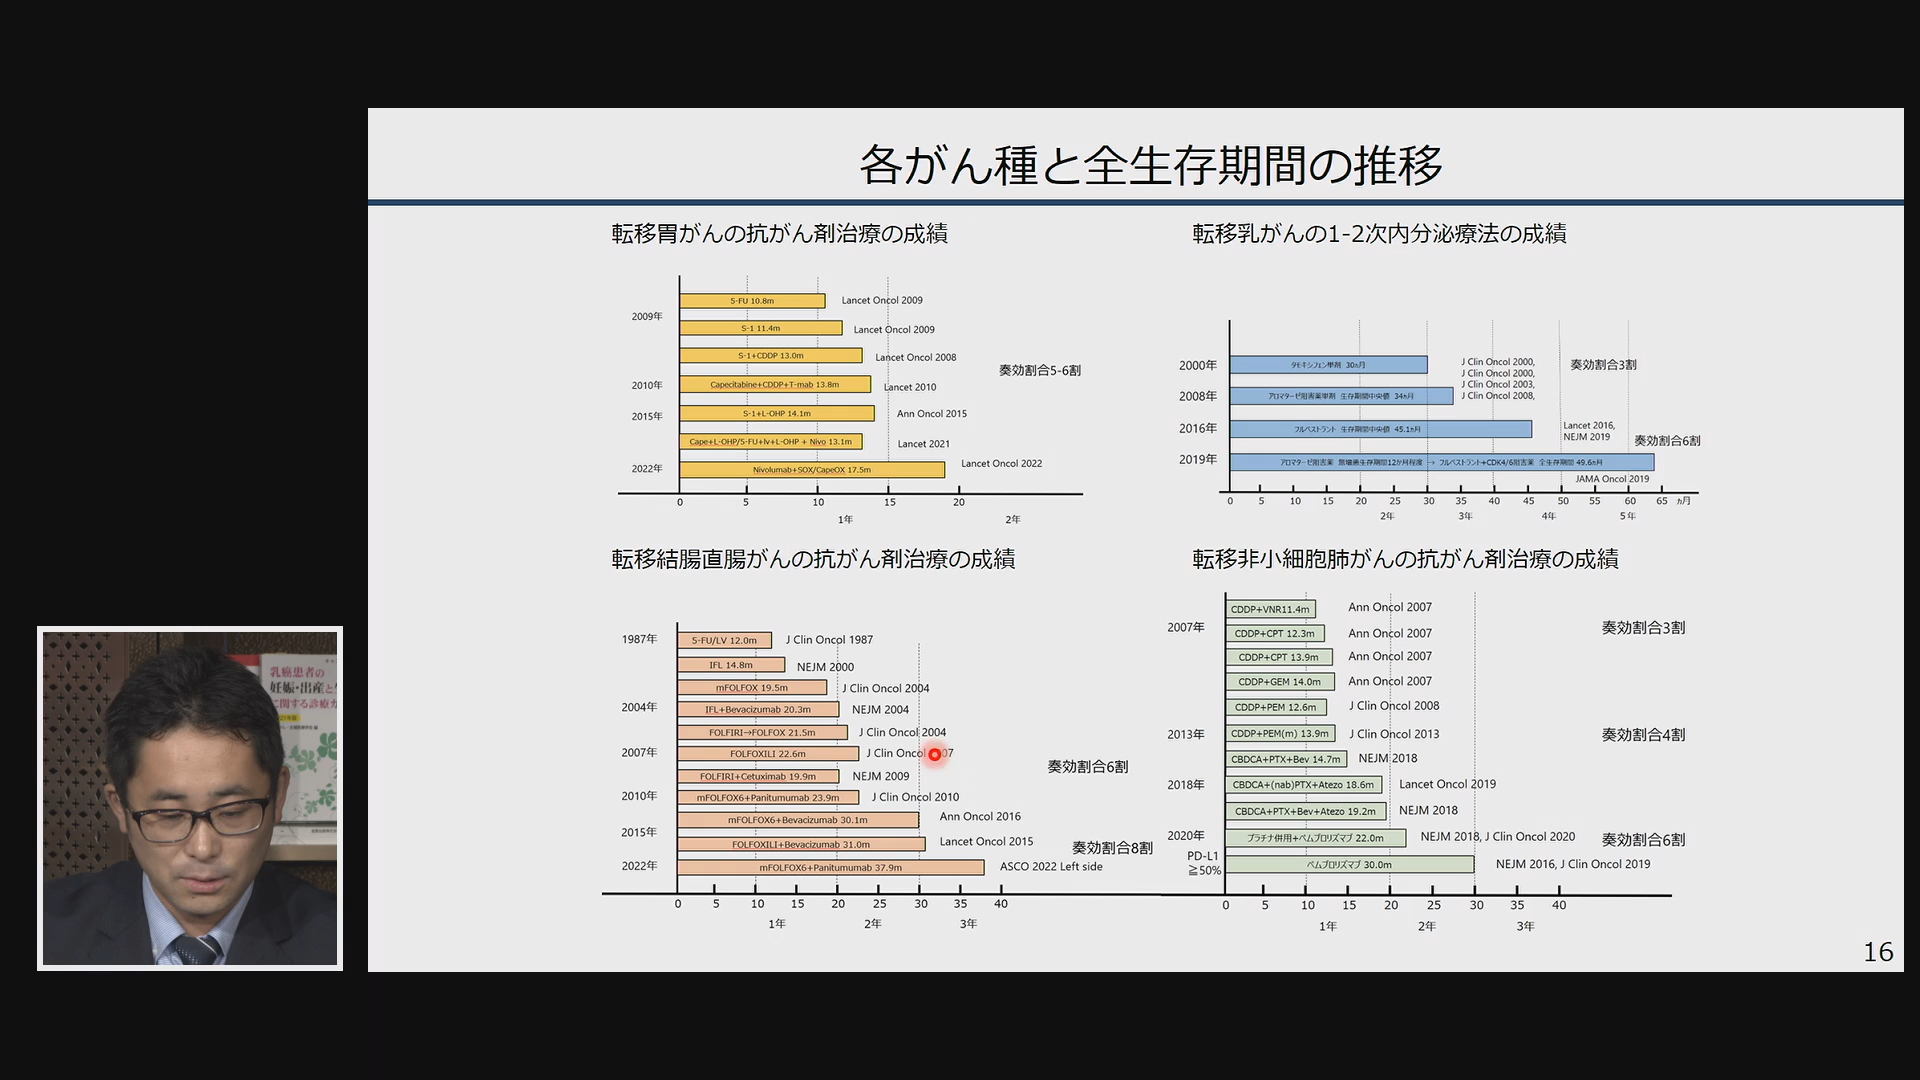 各がん種と全生存期間の推移
転移胃がんの抗がん剤治療の成績
5-FU 10.8m Lancet Oncol 2009
2009年
S-1 11.4m Lancet Oncol 2009
S-1+CDDP 13.0m Lancet Oncol 2008
奏効割合5-6割
2010年 Capecitabine+CDDP+T-mab 13.8m Lancet 2010
2015年 S-1+L-OHP 14.1m Ann Oncol 2015
Cape+L-OHP/5-FU+lv+L-OHP + Nivo 13.1m Lancet 2021
2022年 Nivolumab+SOX/CapeOX 17.5m Lancet Oncol 2022
0 5 10 15 20
1年 2年
転移乳がんの1-2次内分泌療法の成績
2000年 タモキシフェン単剤 30ヵ月 J Clin Oncol 2000, 奏効割合3割
J Clin Oncol 2000,
J Clin Oncol 2003,
2008年 アロマターゼ阻害薬単剤 生存期間中央値 34ヵ月 J Clin Oncol 2008,
2016年 フルベストラント 生存期間中央値 45.1ヵ月 Lancet 2016,
NEJM 2019 奏効割合6割
2019年 アロマターゼ阻害薬 無増悪生存期間12か月程度 → フルベストラント+CDK4/6阻害薬 全生存期間 49.6ヵ月
JAMA Oncol 2019
0 5 10 15 20 25 30 35 40 45 50 55 60 65 ヵ月
2年 3年 4年 5年
転移結腸直腸がんの抗がん剤治療の成績
1987年 5-FU/LV 12.0m J Clin Oncol 1987
IFL 14.8m NEJM 2000
mFOLFOX 19.5m J Clin Oncol 2004
2004年 IFL+Bevacizumab 20.3m NEJM 2004
FOLFIRI→FOLFOX 21.5m J Clin Oncol 2004
2007年 FOLFOXILI 22.6m J Clin Oncol 07
奏効割合6割
FOLFIRI+Cetuximab 19.9m NEJM 2009
2010年 mFOLFOX6+Panitumumab 23.9m J Clin Oncol 2010
mFOLFOX6+Bevacizumab 30.1m Ann Oncol 2016
2015年 FOLFOXILI+Bevacizumab 31.0m Lancet Oncol 2015 奏効割合8割
2022年 mFOLFOX6+Panitumumab 37.9m ASCO 2022 Left side
0 5 10 15 20 25 30 35 40
1年 2年 3年
転移非小細胞肺がんの抗がん剤治療の成績
CDDP+VNR11.4m Ann Oncol 2007
2007年 奏効割合3割
CDDP+CPT 12.3m Ann Oncol 2007
CDDP+CPT 13.9m Ann Oncol 2007
CDDP+GEM 14.0m Ann Oncol 2007
CDDP+PEM 12.6m J Clin Oncol 2008
2013年 CDDP+PEM(m) 13.9m J Clin Oncol 2013 奏効割合4割
CBDCA+PTX+Bev 14.7m NEJM 2018
2018年 CBDCA+(nab)PTX+Atezo 18.6m Lancet Oncol 2019
CBDCA+PTX+Bev+Atezo 19.2m NEJM 2018
2020年 プラチナ併用+ペムブロリズマブ 22.0m NEJM 2018, J Clin Oncol 2020 奏効割合6割
PD-L1
≧50% ペムブロリズマブ 30.0m NEJM 2016, J Clin Oncol 2019
0 5 10 15 20 25 30 35 40
1年 2年 3年
16
乳癌患者の
妊娠・出産と
に関する診療